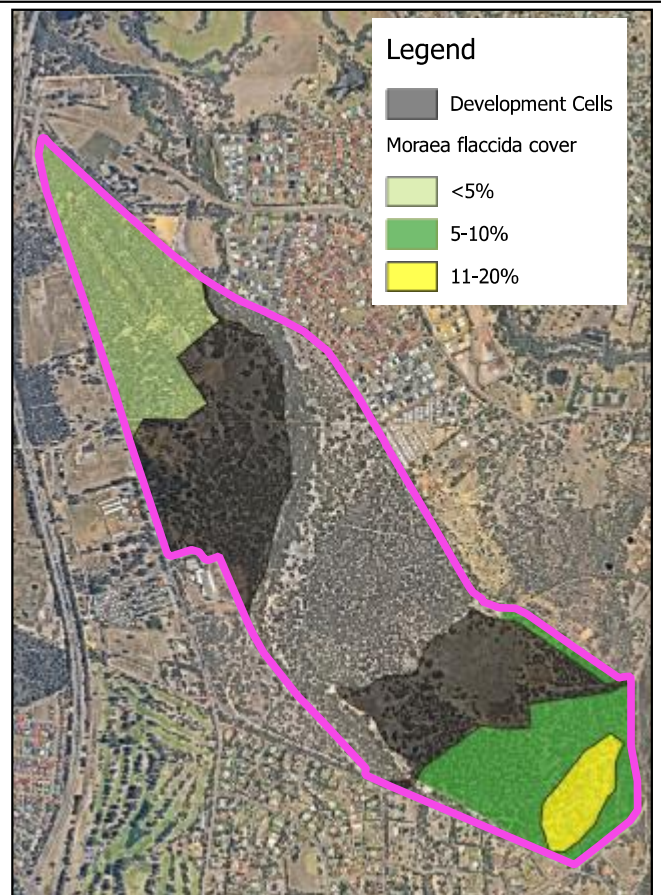 Legend
Development Cells
Moraea flaccida cover
<5%
5-10%
11-20%